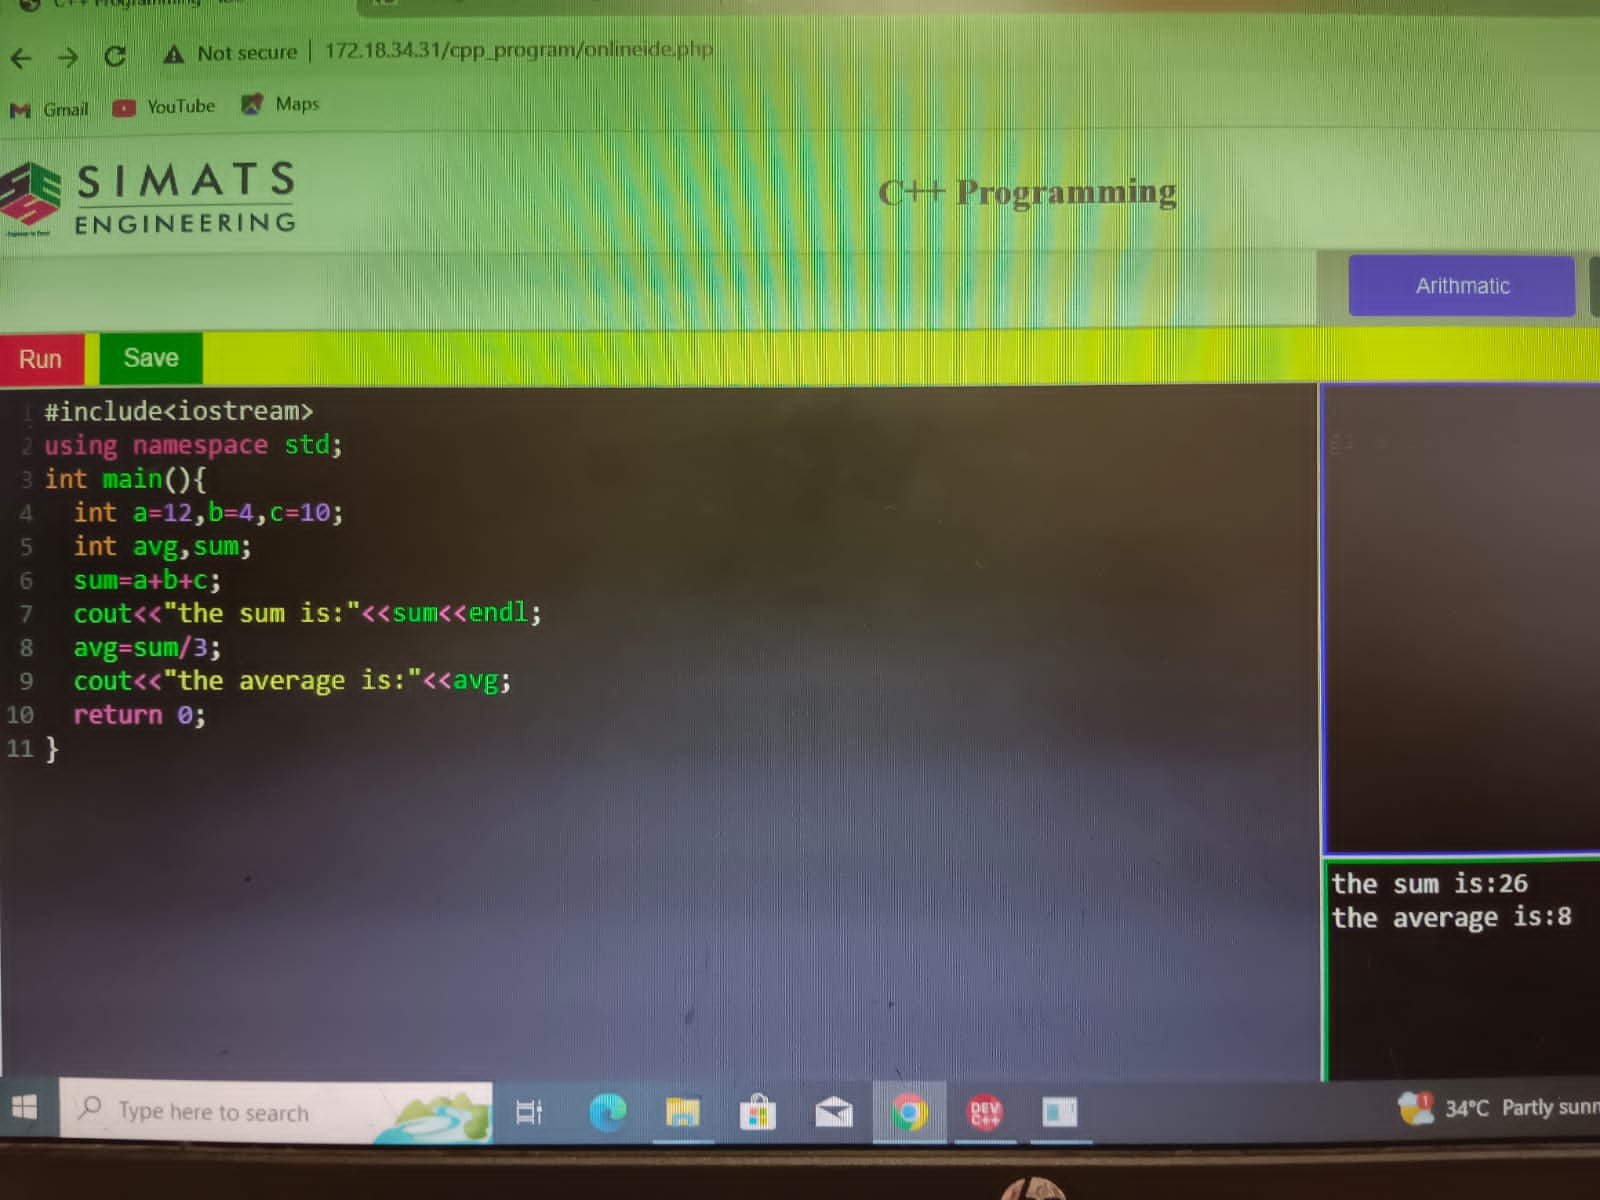 Not secure | 172.18.34.31/cpp_program/onlineide.php
Gmail YouTube Maps
SIMATS
ENGINEERING
C++ Programming
Arithmatic
Run Save
1 #include<iostream>
2 using namespace std;
3 int main(){
4 int a=12,b=4,c=10;
5 int avg,sum;
6 sum=a+b+c;
7 cout<<"the sum is:"<<sum<<endl;
8 avg=sum/3;
9 cout<<"the average is:"<<avg;
10 return 0;
11 }
the sum is:26
the average is:8
Type here to search
DEV
C++
1
34°C Partly sunn